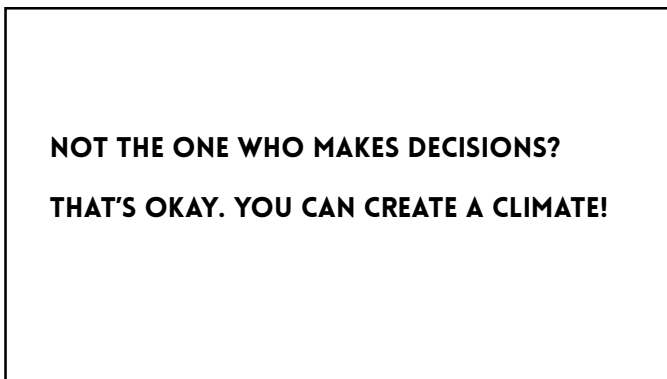 NOT THE ONE WHO MAKES DECISIONS?
THAT'S OKAY. YOU CAN CREATE A CLIMATE!